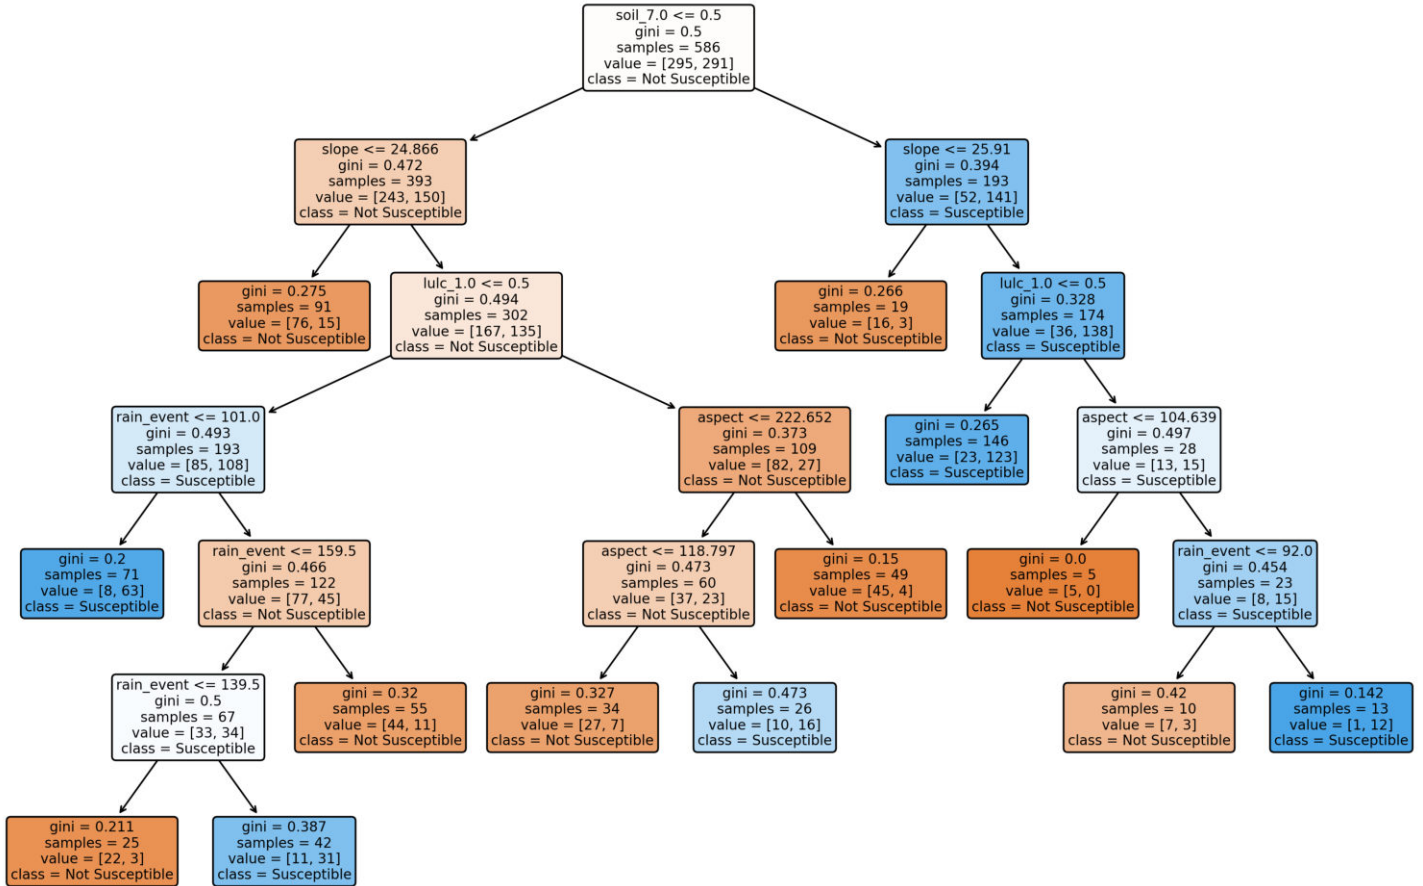 soil_7.0 <= 0.5
gini = 0.5
samples = 586
value = [295, 291]
class = Not Susceptible
slope <= 24.866
gini = 0.472
samples = 393
value = [243, 150]
class = Not Susceptible
slope <= 25.91
gini = 0.394
samples = 193
value = [52, 141]
class = Susceptible
gini = 0.275
samples = 91
value = [76, 15]
class = Not Susceptible
lulc_1.0 <= 0.5
gini = 0.494
samples = 302
value = [167, 135]
class = Not Susceptible
gini = 0.266
samples = 19
value = [16, 3]
class = Not Susceptible
lulc_1.0 <= 0.5
gini = 0.328
samples = 174
value = [36, 138]
class = Susceptible
rain_event <= 101.0
gini = 0.493
samples = 193
value = [85, 108]
class = Susceptible
aspect <= 222.652
gini = 0.373
samples = 109
value = [82, 27]
class = Not Susceptible
gini = 0.265
samples = 146
value = [23, 123]
class = Susceptible
aspect <= 104.639
gini = 0.497
samples = 28
value = [13, 15]
class = Susceptible
gini = 0.2
samples = 71
value = [8, 63]
class = Susceptible
rain_event <= 159.5
gini = 0.466
samples = 122
value = [77, 45]
class = Not Susceptible
aspect <= 118.797
gini = 0.473
samples = 60
value = [37, 23]
class = Not Susceptible
gini = 0.15
samples = 49
value = [45, 4]
class = Not Susceptible
gini = 0.0
samples = 5
value = [5, 0]
class = Not Susceptible
rain_event <= 92.0
gini = 0.454
samples = 23
value = [8, 15]
class = Susceptible
rain_event <= 139.5
gini = 0.5
samples = 67
value = [33, 34]
class = Susceptible
gini = 0.32
samples = 55
value = [44, 11]
class = Not Susceptible
gini = 0.327
samples = 34
value = [27, 7]
class = Not Susceptible
gini = 0.473
samples = 26
value = [10, 16]
class = Susceptible
gini = 0.42
samples = 10
value = [7, 3]
class = Not Susceptible
gini = 0.142
samples = 13
value = [1, 12]
class = Susceptible
gini = 0.211
samples = 25
value = [22, 3]
class = Not Susceptible
gini = 0.387
samples = 42
value = [11, 31]
class = Susceptible